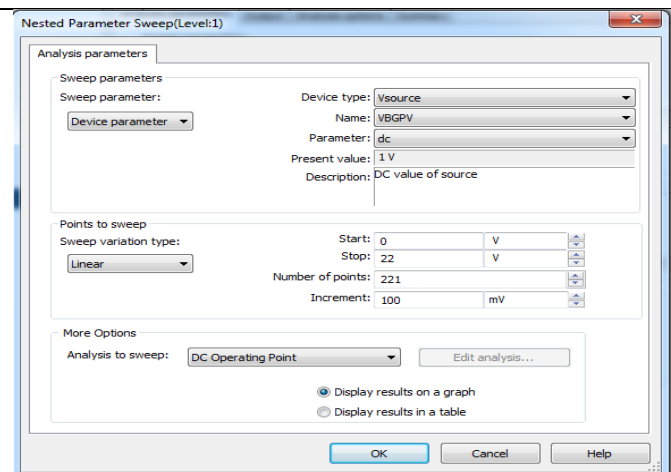 Nested Parameter Sweep(Level:1)
Analysis parameters
Sweep parameters
Sweep parameter:
Device parameter
Device type: Vsource
Name: VBGPV
Parameter: dc
Present value: 1 V
Description: DC value of source
Points to sweep
Sweep variation type:
Linear
Start: 0 V
Stop: 22 V
Number of points: 221
Increment: 100 mV
More Options
Analysis to sweep: DC Operating Point Edit analysis...
Display results on a graph
Display results in a table
OK Cancel Help